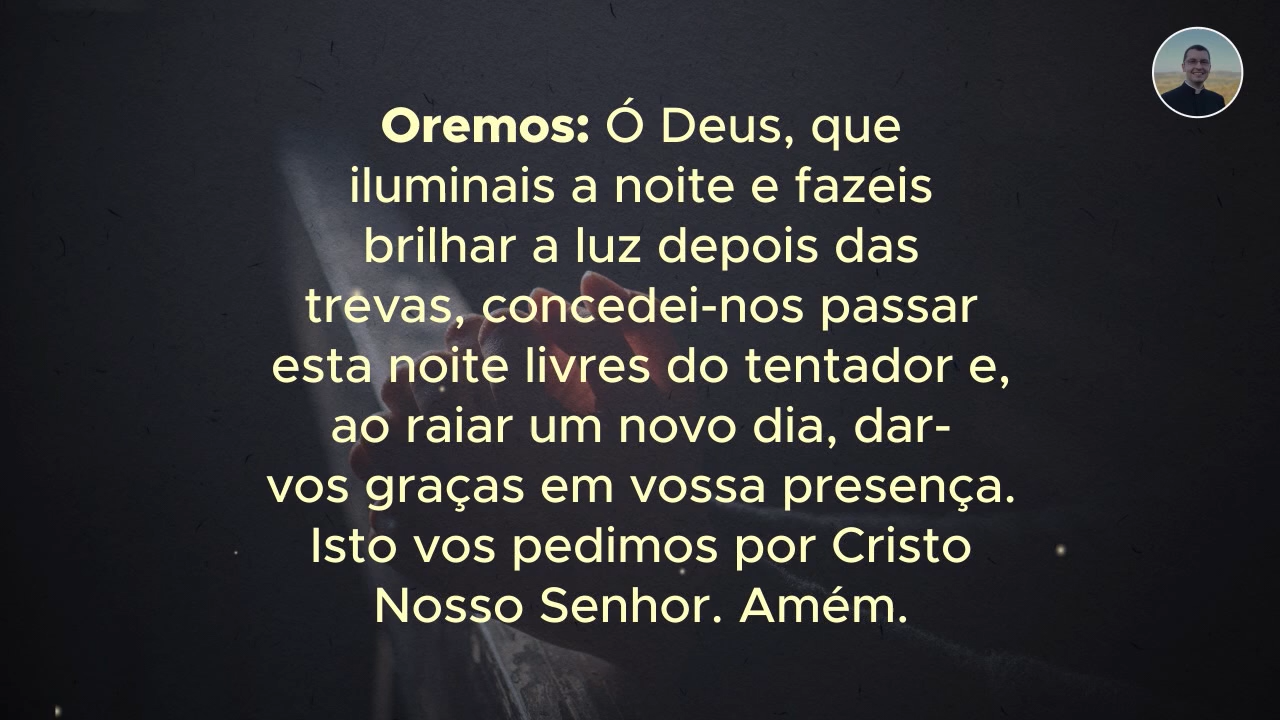 Oremos: Ó Deus, que
iluminais a noite e fazeis
brilhar a luz depois das
trevas, concedei-nos passar
esta noite livres do tentador e,
ao raiar um novo dia, dar-
vos graças em vossa presença.
Isto vos pedimos por Cristo
Nosso Senhor. Amém.